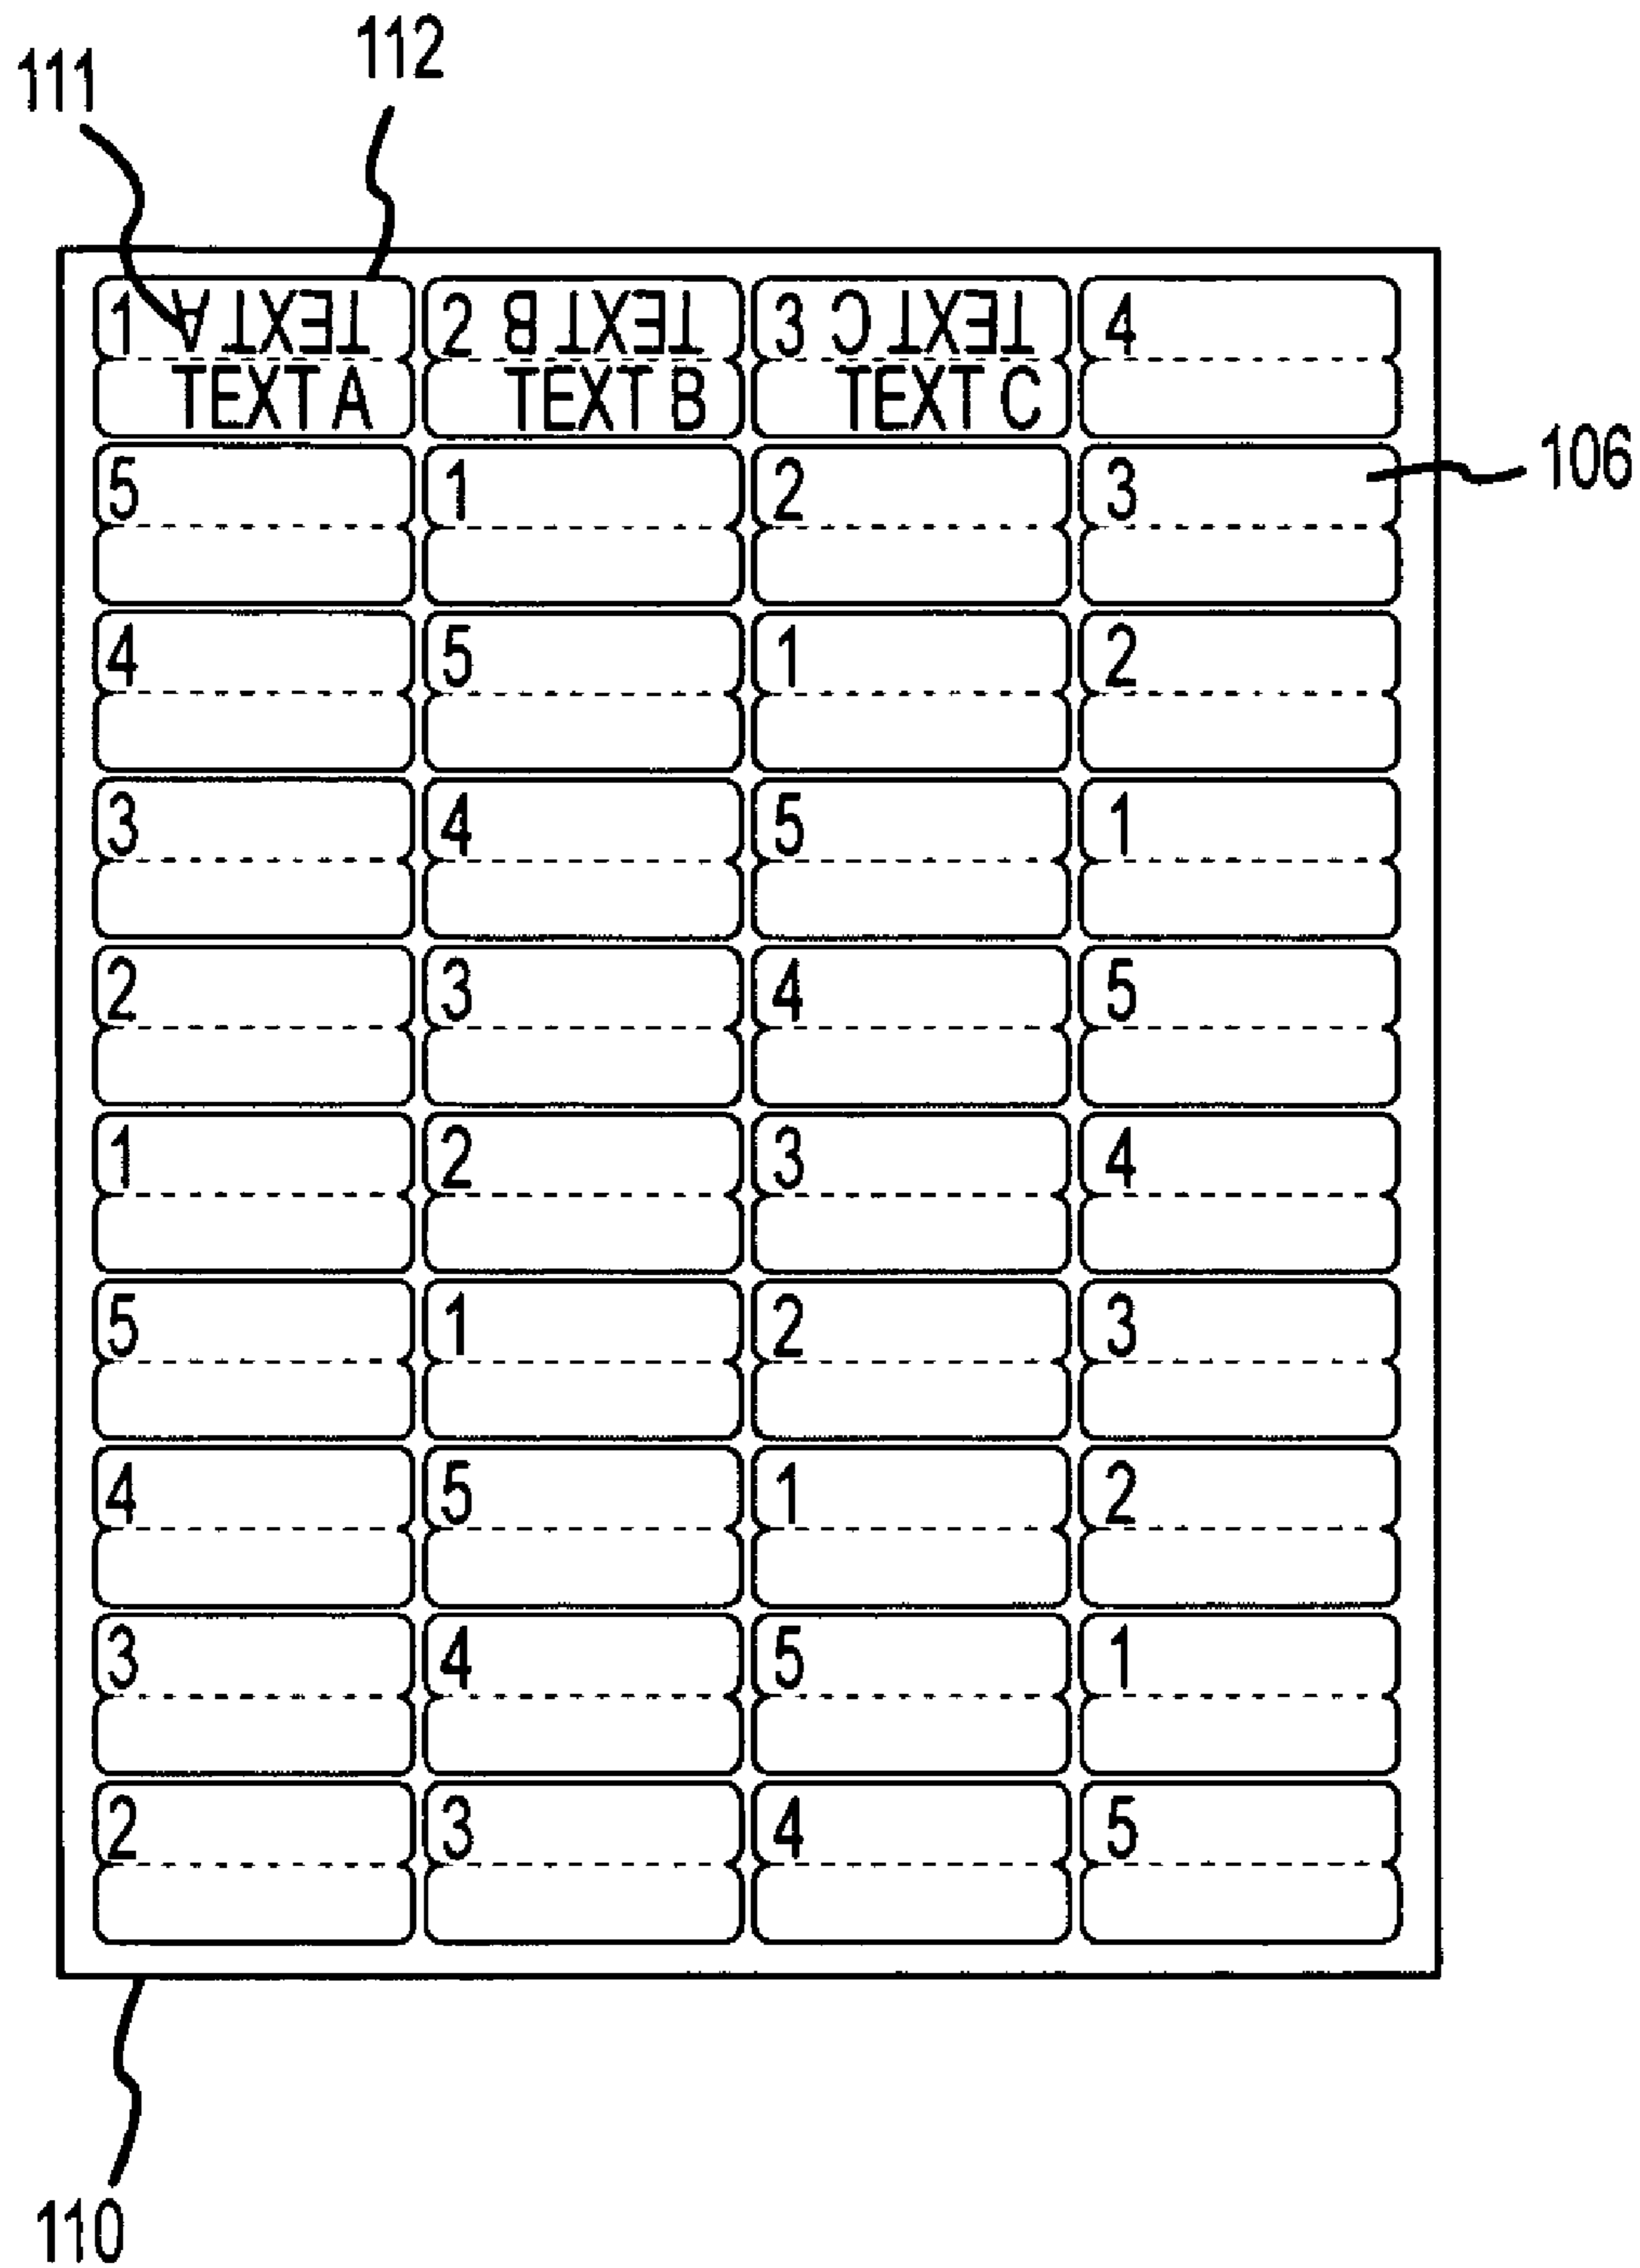 112
111
1 TEXT A 2 TEXT B 3 TEXT C 4
TEXT A TEXT B TEXT C
106
5 1 2 3
4 5 1 2
3 4 5 1
2 3 4 5
1 2 3 4
5 1 2 3
4 5 1 2
3 4 5 1
2 3 4 5
110